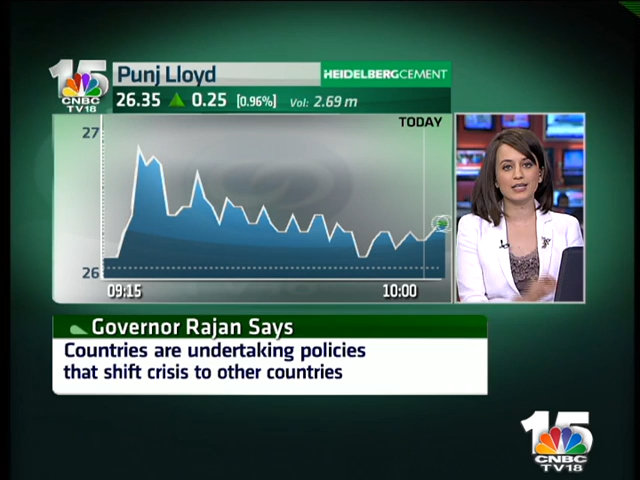 15
CNBC
TV18
Punj Lloyd
HEIDELBERGCEMENT
26.35 0.25 [0.96%] Vol: 2.69 m
TODAY
27
26
09:15 10:00
Governor Rajan Says
Countries are undertaking policies
that shift crisis to other countries
15
CNBC
TV18